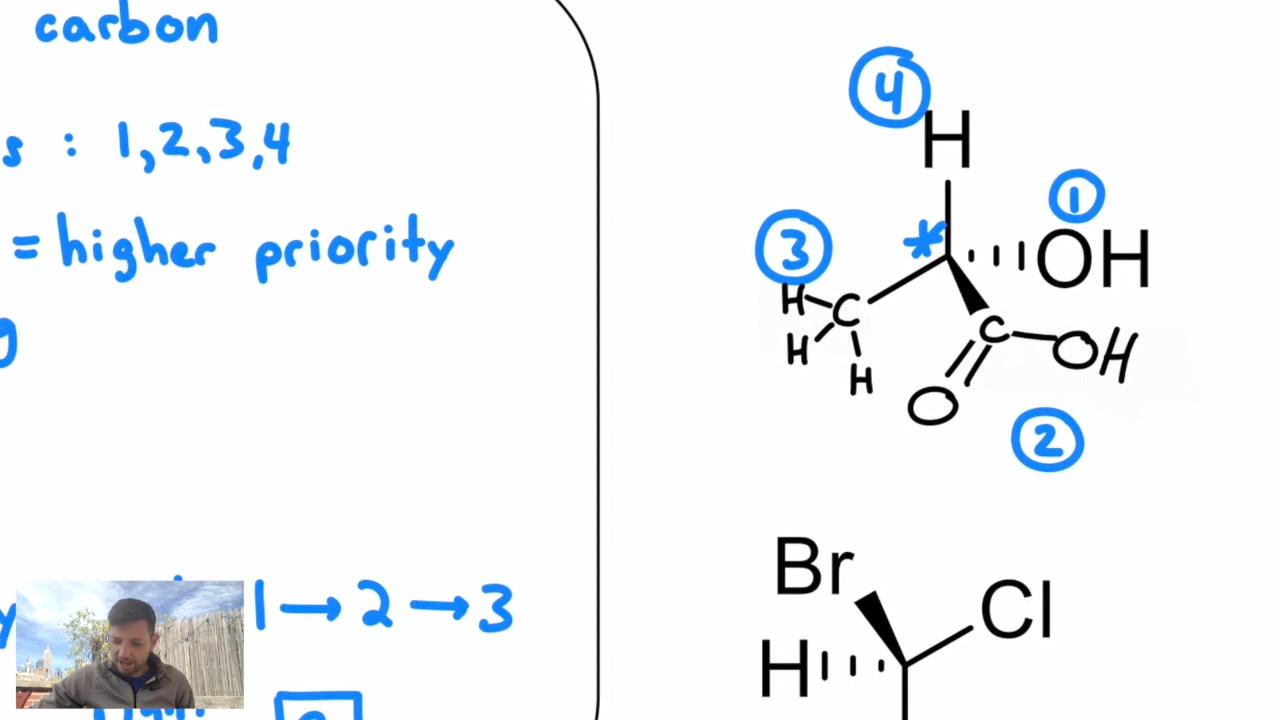 carbon
s : 1,2,3,4
= higher priority
g
y 1 → 2 → 3
4
H
1
3
*
OH
H
C
C
OH
H
H
O
2
Br
Cl
H